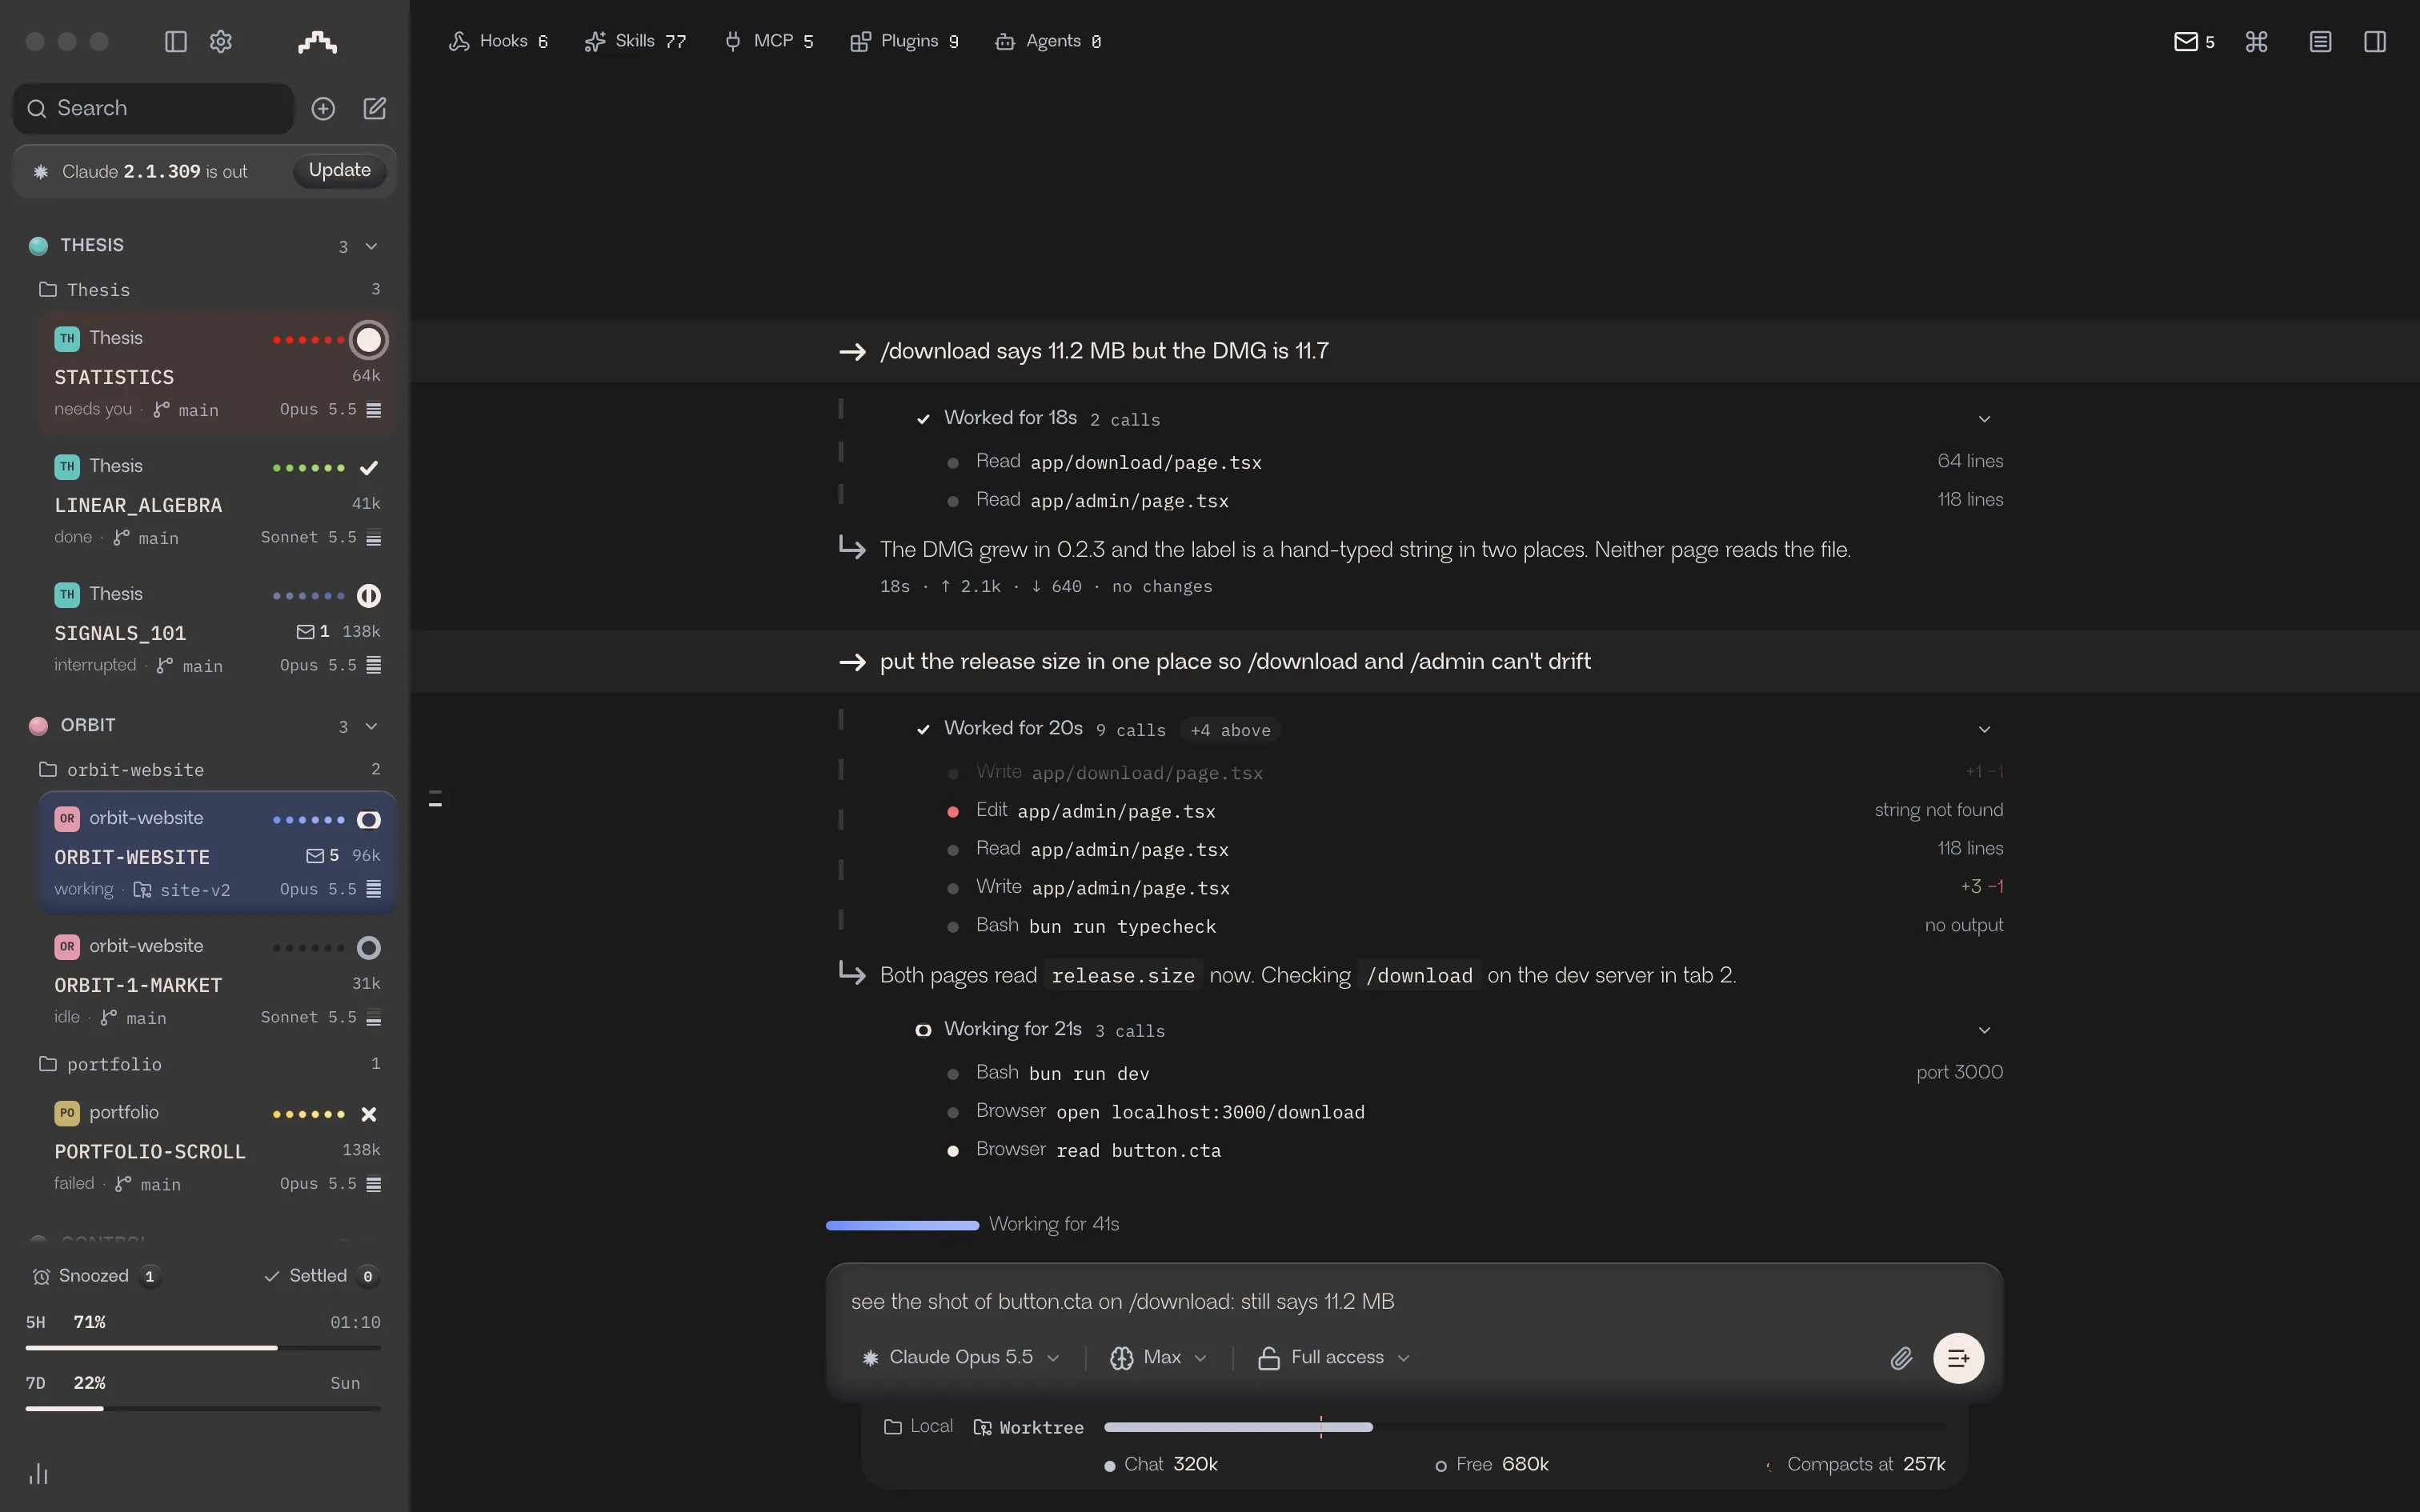 Hooks 6 Skills 77 MCP 5 Plugins 9 Agents 0 5
Search
Claude 2.1.309 is out Update
THESIS 3
Thesis 3
TH Thesis
STATISTICS 64k
needs you · main Opus 5.5
TH Thesis
LINEAR_ALGEBRA 41k
done · main Sonnet 5.5
TH Thesis
SIGNALS_101 1 138k
interrupted · main Opus 5.5
ORBIT 3
orbit-website 2
OR orbit-website
ORBIT-WEBSITE 5 96k
working · site-v2 Opus 5.5
OR orbit-website
ORBIT-1-MARKET 31k
idle · main Sonnet 5.5
portfolio 1
PO portfolio
PORTFOLIO-SCROLL 138k
failed · main Opus 5.5
Snoozed 1 Settled 0
5H 71% 01:10
7D 22% Sun
/download says 11.2 MB but the DMG is 11.7
Worked for 18s 2 calls
Read app/download/page.tsx 64 lines
Read app/admin/page.tsx 118 lines
The DMG grew in 0.2.3 and the label is a hand-typed string in two places. Neither page reads the file.
18s · ↑ 2.1k · ↓ 640 · no changes
put the release size in one place so /download and /admin can't drift
Worked for 20s 9 calls +4 above
Write app/download/page.tsx +1 −1
Edit app/admin/page.tsx string not found
Read app/admin/page.tsx 118 lines
Write app/admin/page.tsx +3 −1
Bash bun run typecheck no output
Both pages read release.size now. Checking /download on the dev server in tab 2.
Working for 21s 3 calls
Bash bun run dev port 3000
Browser open localhost:3000/download
Browser read button.cta
Working for 41s
see the shot of button.cta on /download: still says 11.2 MB
Claude Opus 5.5 Max Full access
Local Worktree
Chat 320k Free 680k Compacts at 257k